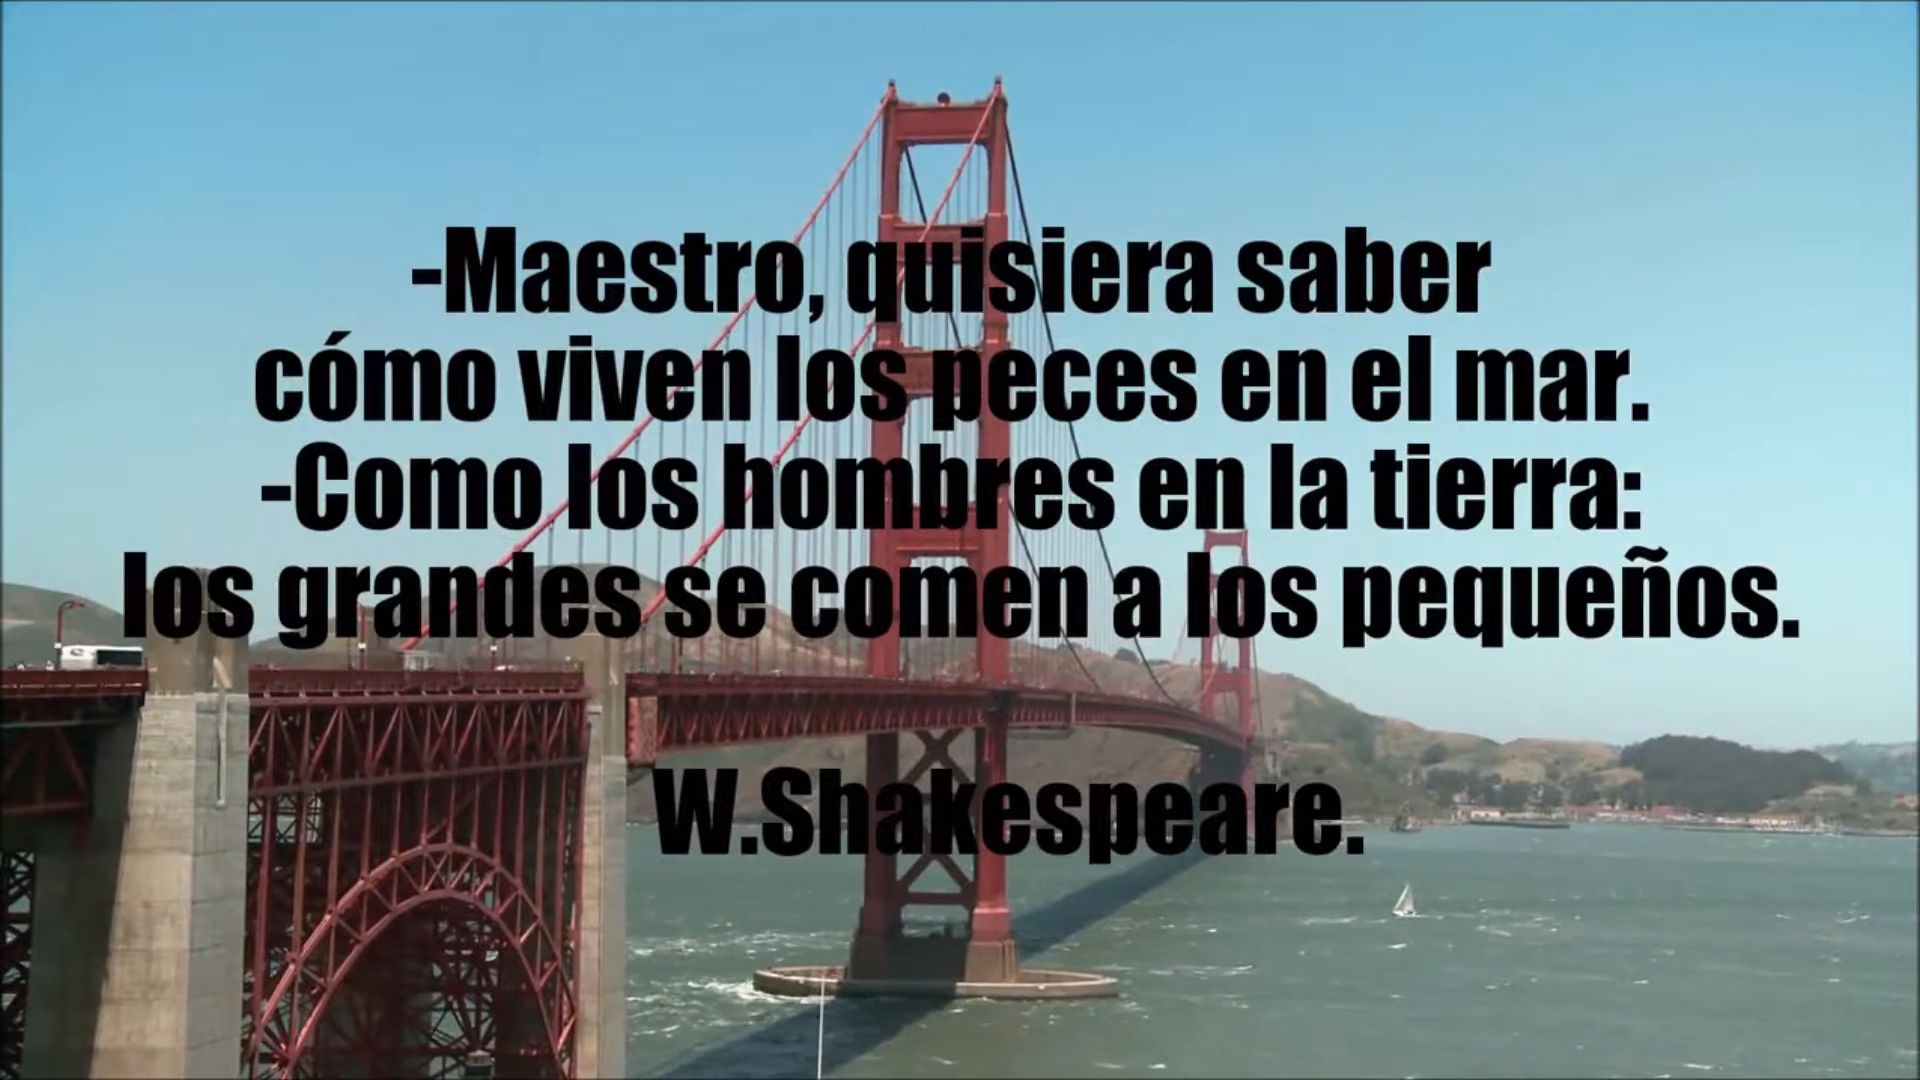 -Maestro, quisiera saber
cómo viven los peces en el mar.
-Como los hombres en la tierra:
los grandes se comen a los pequeños.
W.Shakespeare.